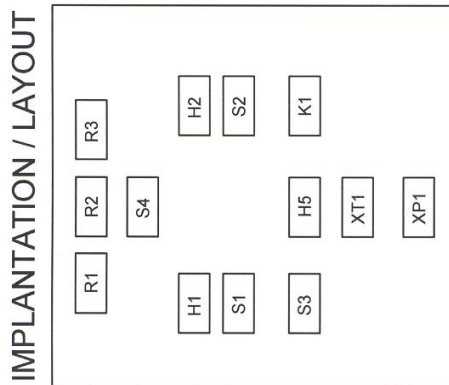 IMPLANTATION / LAYOUT
R1 R2 R3
S4
H1 H2
S1 S2
S3 H5 K1
XT1
XP1